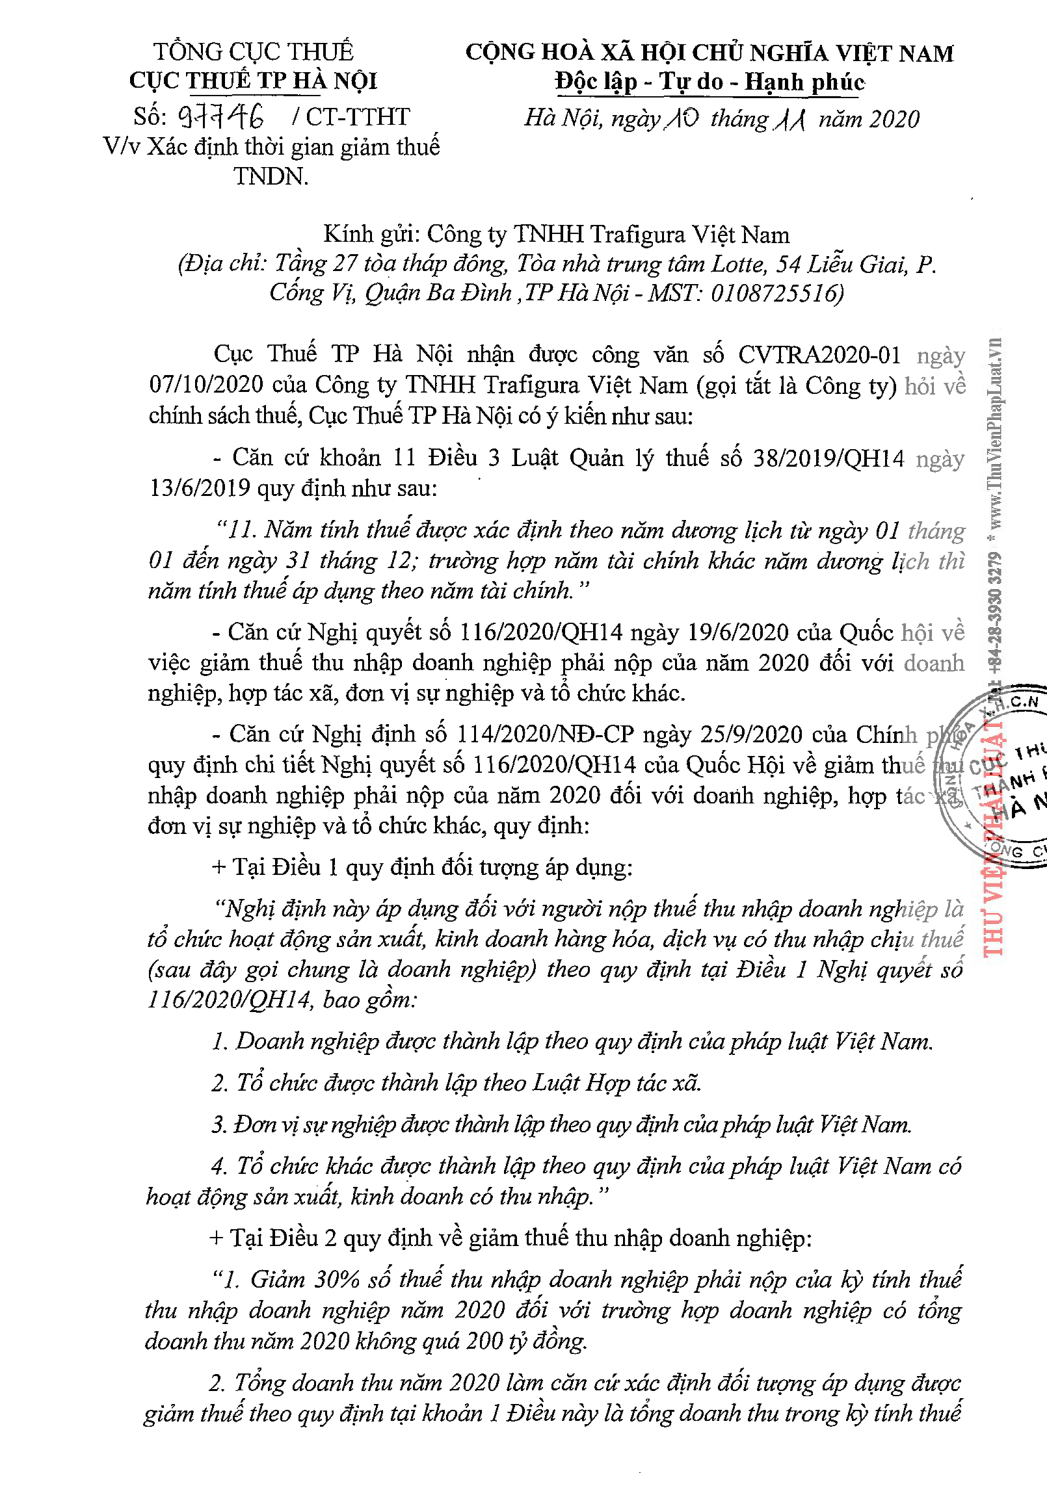 TỔNG CỤC THUẾ
CỤC THUẾ TP HÀ NỘI
Số: 97746 / CT-TTHT
V/v Xác định thời gian giảm thuế
TNDN.
CỘNG HOÀ XÃ HỘI CHỦ NGHĨA VIỆT NAM
Độc lập - Tự do - Hạnh phúc
Hà Nội, ngày 10 tháng 11 năm 2020
Kính gửi: Công ty TNHH Trafigura Việt Nam
(Địa chỉ: Tầng 27 tòa tháp đông, Tòa nhà trung tâm Lotte, 54 Liễu Giai, P.
Cống Vị, Quận Ba Đình ,TP Hà Nội - MST: 0108725516)
Cục Thuế TP Hà Nội nhận được công văn số CVTRA2020-01 ngày
07/10/2020 của Công ty TNHH Trafigura Việt Nam (gọi tắt là Công ty) hỏi về
chính sách thuế, Cục Thuế TP Hà Nội có ý kiến như sau:
- Căn cứ khoản 11 Điều 3 Luật Quản lý thuế số 38/2019/QH14 ngày
13/6/2019 quy định như sau:
“11. Năm tính thuế được xác định theo năm dương lịch từ ngày 01 tháng
01 đến ngày 31 tháng 12; trường hợp năm tài chính khác năm dương lịch thì
năm tính thuế áp dụng theo năm tài chính.”
- Căn cứ Nghị quyết số 116/2020/QH14 ngày 19/6/2020 của Quốc hội về
việc giảm thuế thu nhập doanh nghiệp phải nộp của năm 2020 đối với doanh
nghiệp, hợp tác xã, đơn vị sự nghiệp và tổ chức khác.
- Căn cứ Nghị định số 114/2020/NĐ-CP ngày 25/9/2020 của Chính phủ
quy định chi tiết Nghị quyết số 116/2020/QH14 của Quốc Hội về giảm thuế thu
nhập doanh nghiệp phải nộp của năm 2020 đối với doanh nghiệp, hợp tác xã,
đơn vị sự nghiệp và tổ chức khác, quy định:
+ Tại Điều 1 quy định đối tượng áp dụng:
“Nghị định này áp dụng đối với người nộp thuế thu nhập doanh nghiệp là
tổ chức hoạt động sản xuất, kinh doanh hàng hóa, dịch vụ có thu nhập chịu thuế
(sau đây gọi chung là doanh nghiệp) theo quy định tại Điều 1 Nghị quyết số
116/2020/QH14, bao gồm:
1. Doanh nghiệp được thành lập theo quy định của pháp luật Việt Nam.
2. Tổ chức được thành lập theo Luật Hợp tác xã.
3. Đơn vị sự nghiệp được thành lập theo quy định của pháp luật Việt Nam.
4. Tổ chức khác được thành lập theo quy định của pháp luật Việt Nam có
hoạt động sản xuất, kinh doanh có thu nhập.”
+ Tại Điều 2 quy định về giảm thuế thu nhập doanh nghiệp:
“1. Giảm 30% số thuế thu nhập doanh nghiệp phải nộp của kỳ tính thuế
thu nhập doanh nghiệp năm 2020 đối với trường hợp doanh nghiệp có tổng
doanh thu năm 2020 không quá 200 tỷ đồng.
2. Tổng doanh thu năm 2020 làm căn cứ xác định đối tượng áp dụng được
giảm thuế theo quy định tại khoản 1 Điều này là tổng doanh thu trong kỳ tính thuế
THƯ VIỆN PHÁP LUẬT Tel: +84-28-3930 3279 * www.ThuVienPhapLuat.vn
X.H.C.N
CỤC THU
THÀNH P
HÀ N